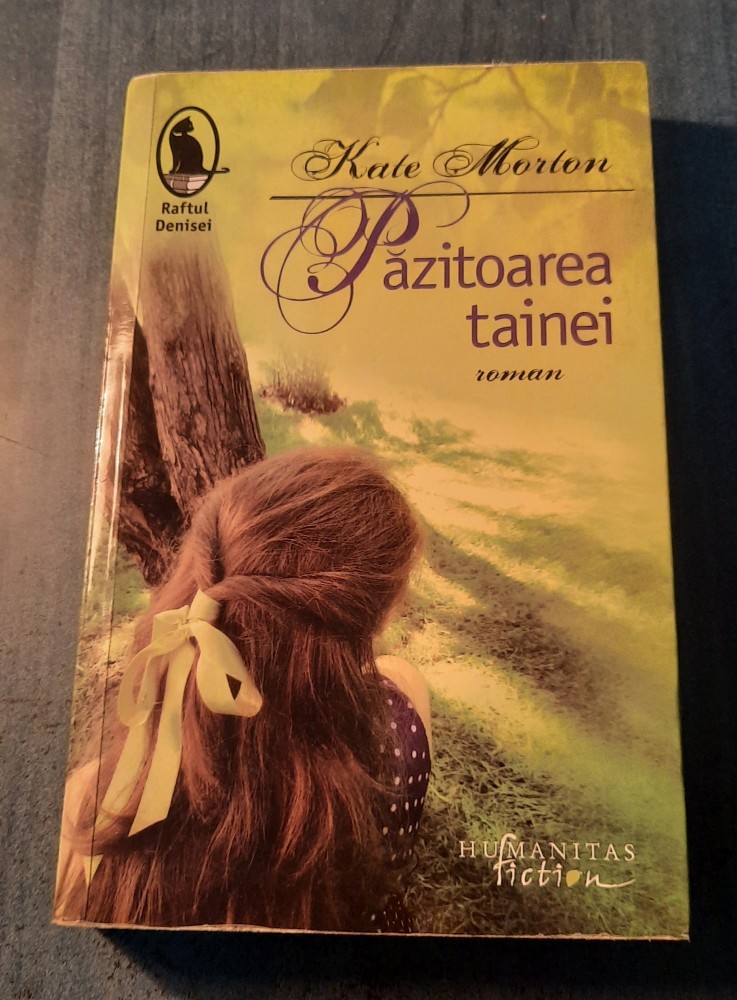 Raftul
Denisei
Kate Morton
Păzitoarea
tainei
roman
HUMANITAS
fiction